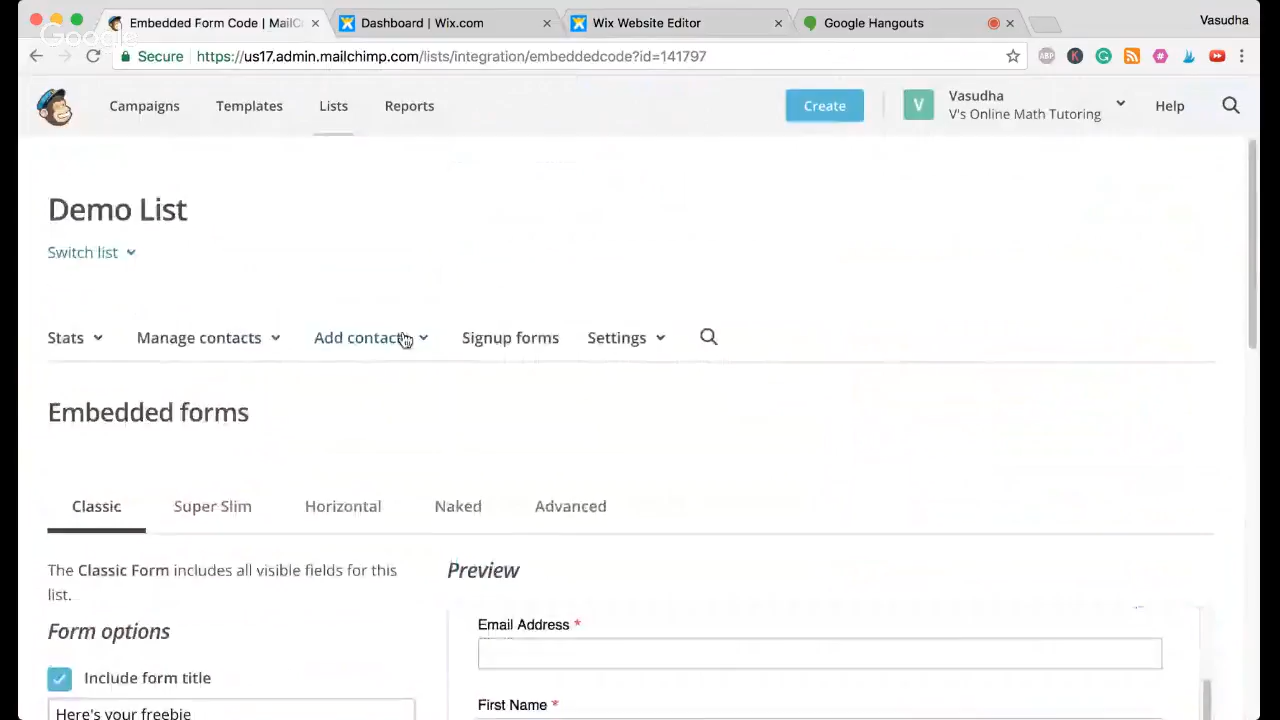 Embedded Form Code | MailC
Dashboard | Wix.com
Wix Website Editor
Google Hangouts
Vasudha
Google
Secure
https://us17.admin.mailchimp.com/lists/integration/embeddedcode?id=141797
ABP
K
G
Campaigns
Templates
Lists
Reports
Create
V
Vasudha
V's Online Math Tutoring
Help
Demo List
Switch list
Stats
Manage contacts
Add contacts
Signup forms
Settings
Embedded forms
Classic
Super Slim
Horizontal
Naked
Advanced
The Classic Form includes all visible fields for this
list.
Preview
Email Address *
Form options
Include form title
First Name *
Here's your freebie